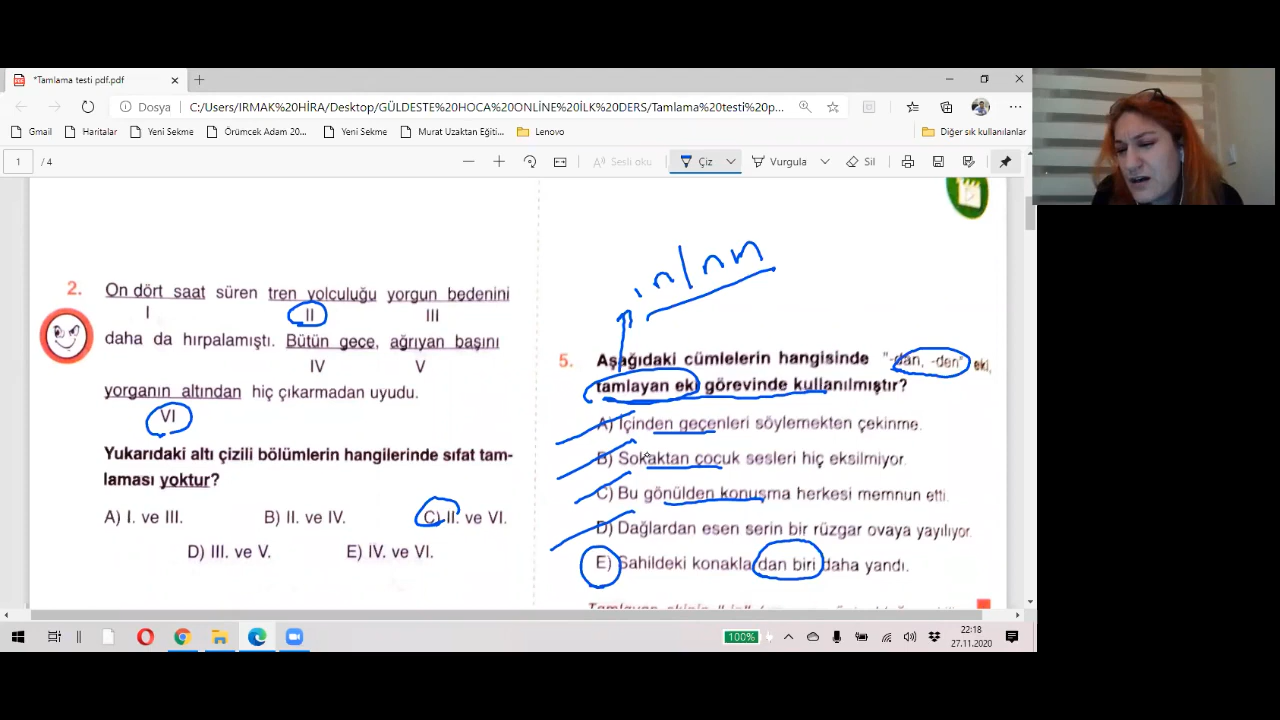 *Tamlama testi pdf.pdf
Dosya C:/Users/IRMAK%20HİRA/Desktop/GÜLDESTE%20HOCA%20ONLİNE%20İLK%20DERS/Tamlama%20testi%20p...
Gmail Haritalar Yeni Sekme Örümcek Adam 20... Yeni Sekme Murat Uzaktan Eğiti... Lenovo Diğer sık kullanılanlar
1 / 4 Sesli oku Çiz Vurgula Sil
2. On dört saat süren tren yolculuğu yorgun bedenini
I II III
daha da hırpalamıştı. Bütün gece, ağrıyan başını
IV V
yorganın altından hiç çıkarmadan uyudu.
VI
Yukarıdaki altı çizili bölümlerin hangilerinde sıfat tam-
laması yoktur?
A) I. ve III. B) II. ve IV. C) II. ve VI.
D) III. ve V. E) IV. ve VI.
ın/nın
5. Aşağıdaki cümlelerin hangisinde "-dan, -den" eki,
tamlayan eki görevinde kullanılmıştır?
A) İçinden geçenleri söylemekten çekinme.
B) Sokaktan çocuk sesleri hiç eksilmiyor.
C) Bu gönülden konuşma herkesi memnun etti.
D) Dağlardan esen serin bir rüzgar ovaya yayılıyor.
E) Sahildeki konakladan biri daha yandı.
100% 22:18
27.11.2020